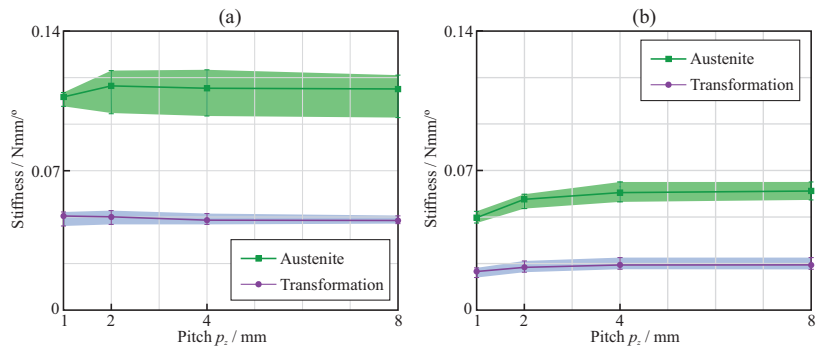 (a)
Stiffness / Nmm/°
0.14
0.07
0
Austenite
Transformation
1 2 4 8
Pitch p_z / mm
(b)
Stiffness / Nmm/°
0.14
0.07
0
Austenite
Transformation
1 2 4 8
Pitch p_z / mm